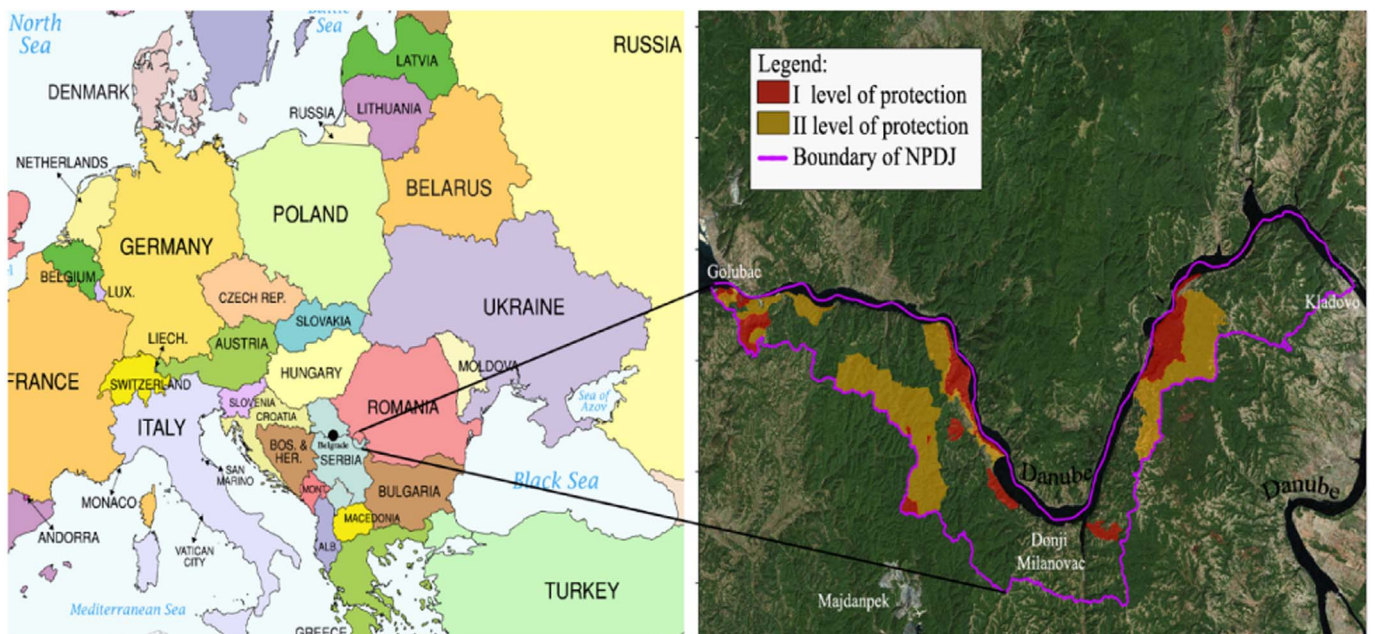 North
Sea
Baltic
Sea
RUSSIA
LATVIA
DENMARK
LITHUANIA
RUSSIA
NETHERLANDS
BELARUS
POLAND
GERMANY
BELGIUM
LUX.
CZECH REP.
UKRAINE
SLOVAKIA
LIECH.
AUSTRIA
MOLDOVA
HUNGARY
FRANCE
SWITZERLAND
SLOVENIA
ROMANIA
Sea of
Azov
CROATIA
ITALY
Belgrade
BOS. &
HER.
SERBIA
SAN
MARINO
Black Sea
MONT.
BULGARIA
MONACO
MACEDONIA
ANDORRA
VATICAN
CITY
ALB.
TURKEY
Mediterranean Sea
GREECE
Legend:
I level of protection
II level of protection
Boundary of NPDJ
Golubac
Kladovo
Danube
Danube
Donji
Milanovac
Majdanpek